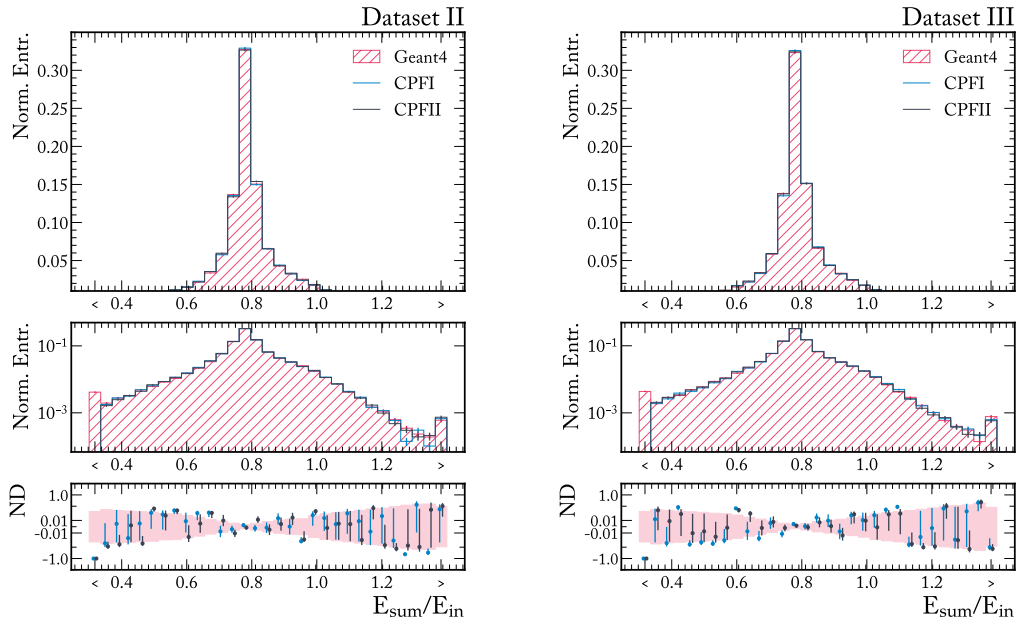 Dataset II
Norm. Entr.
0.30
0.20
0.15
0.10
0.05
Geant4
CPFI
CPFII
< 0.4 0.6 0.8 1.0 1.2 >
Norm. Entr.
10⁻¹
10⁻³
< 0.4 0.6 0.8 1.0 1.2 >
ND
1.0
0.01
-0.01
-1.0
< 0.4 0.6 0.8 1.0 1.2 >
E_sum/E_in
Dataset III
Norm. Entr.
0.30
0.20
0.15
0.10
0.05
Geant4
CPFI
CPFII
< 0.4 0.6 0.8 1.0 1.2 >
Norm. Entr.
10⁻¹
10⁻³
< 0.4 0.6 0.8 1.0 1.2 >
ND
1.0
0.01
-0.01
-1.0
< 0.4 0.6 0.8 1.0 1.2 >
E_sum/E_in